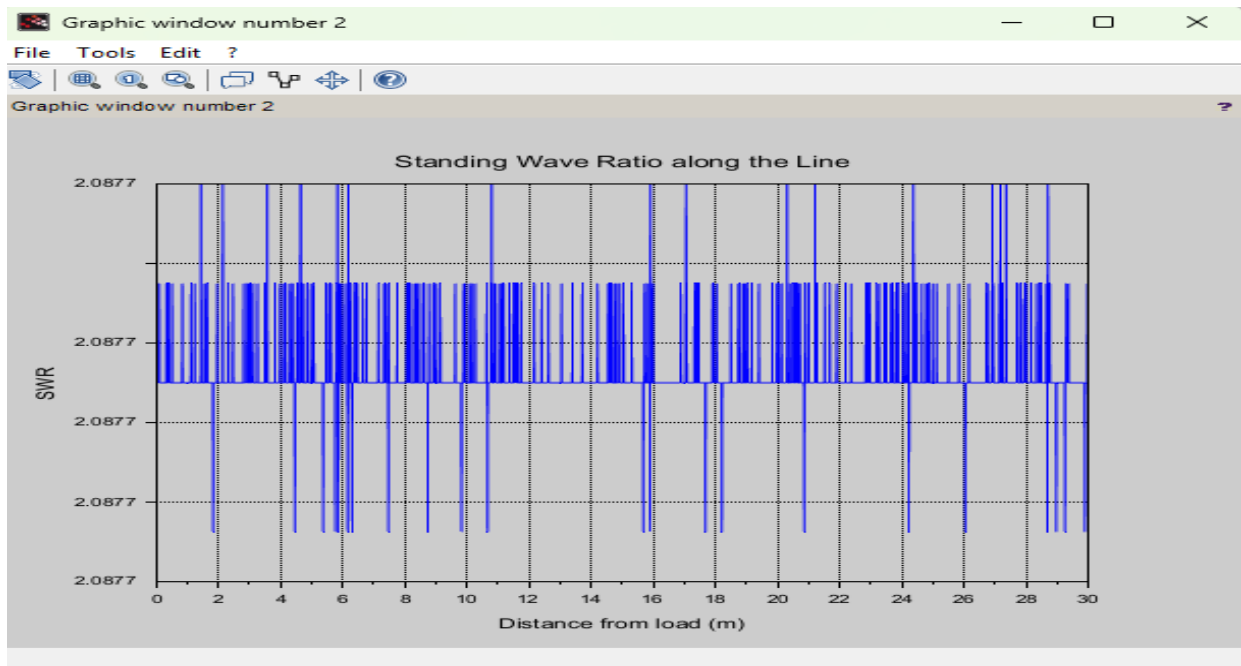 Graphic window number 2
File Tools Edit ?
Graphic window number 2 ?
Standing Wave Ratio along the Line
2.0877
2.0877
2.0877
2.0877
2.0877
SWR
0 2 4 6 8 10 12 14 16 18 20 22 24 26 28 30
Distance from load (m)